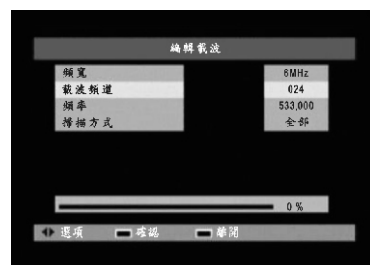 編輯載波
頻寬 6MHz
載波頻道 024
頻率 533,000
掃描方式 全部
0 %
選項 確認 離開